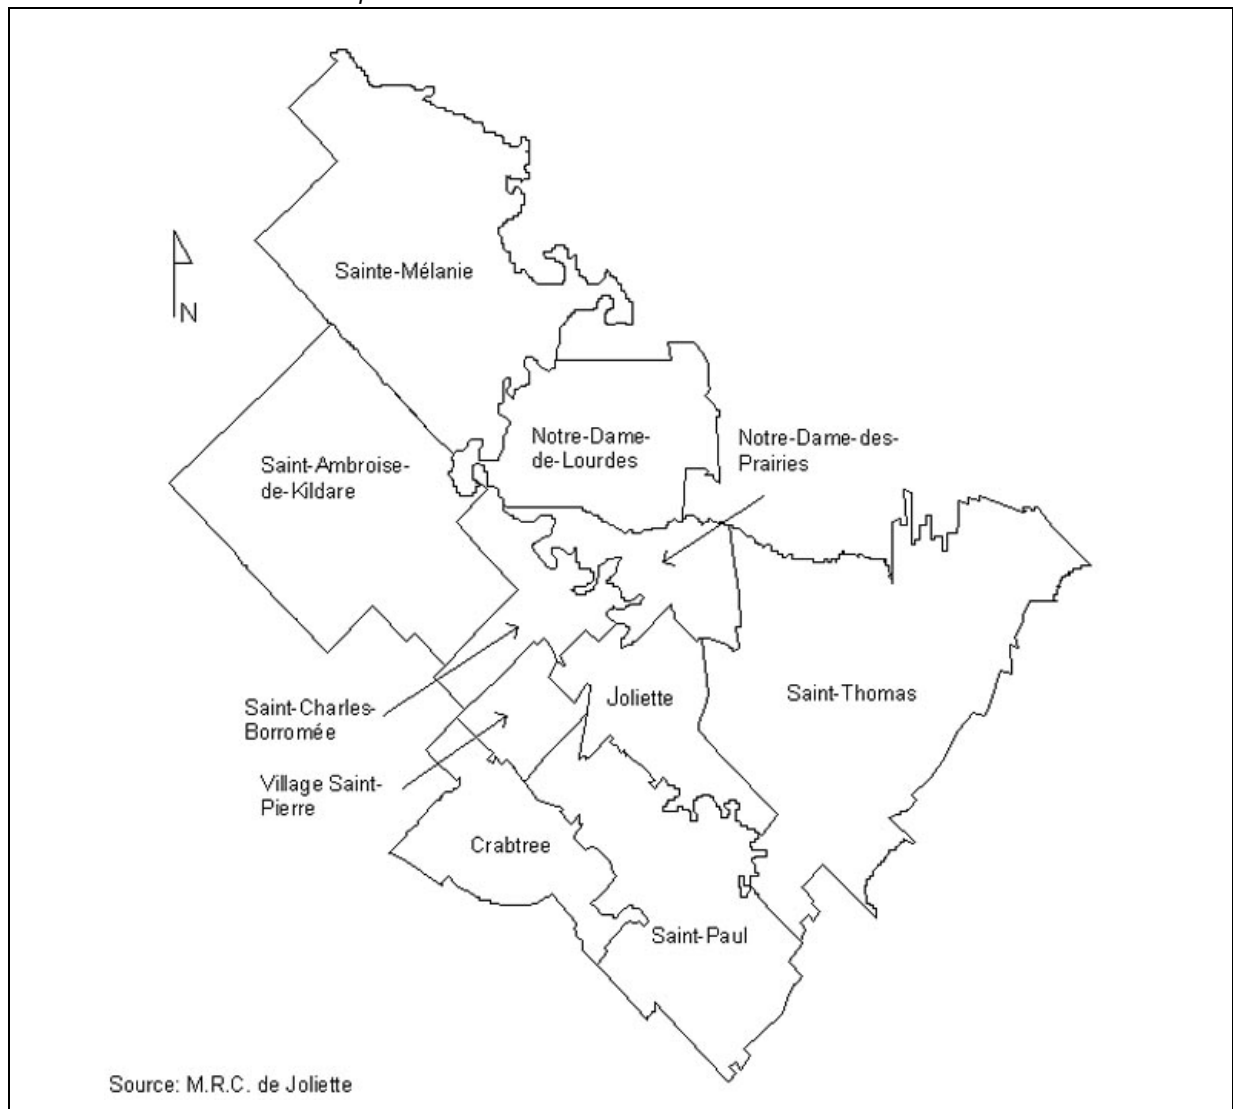 Sainte-Mélanie
N
Notre-Dame-
de-Lourdes
Notre-Dame-des-
Prairies
Saint-Ambroise-
de-Kildare
Saint-Charles-
Borromée
Joliette
Saint-Thomas
Village Saint-
Pierre
Crabtree
Saint-Paul
Source: M.R.C. de Joliette